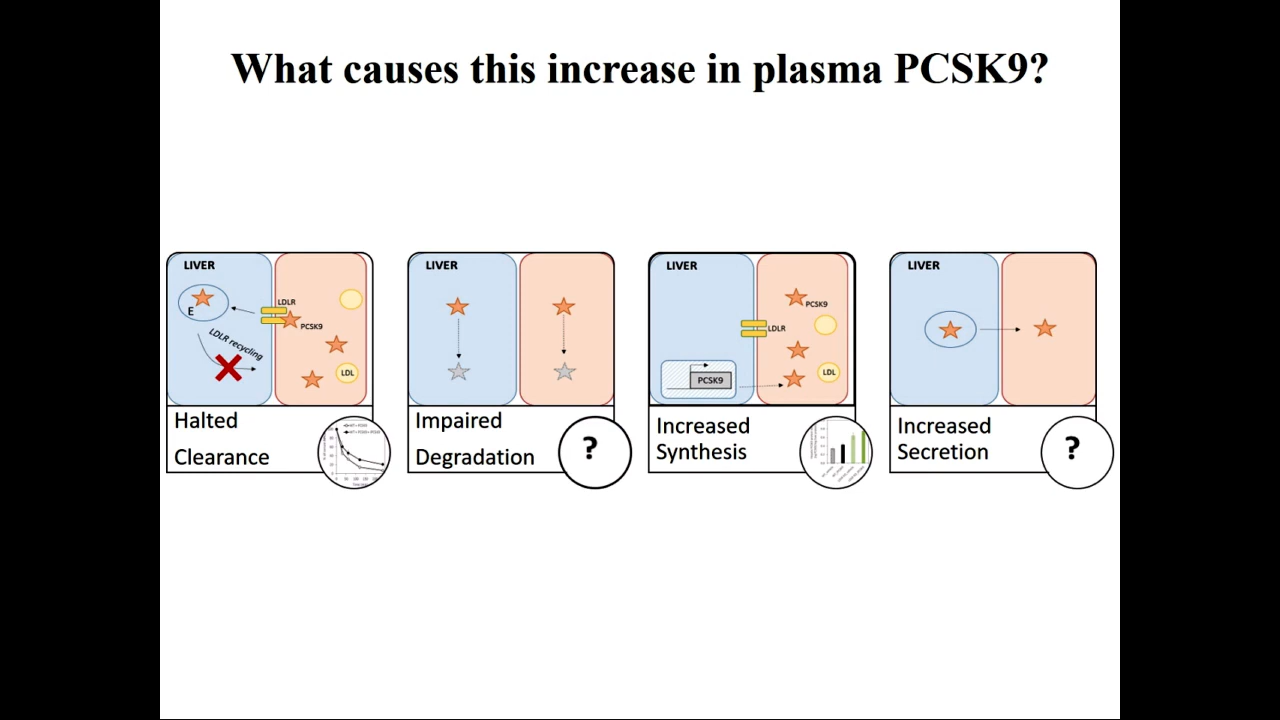 What causes this increase in plasma PCSK9?
LIVER
E
LDLR
PCSK9
LDLR recycling
LDL
Halted
Clearance
LIVER
Impaired
Degradation
?
LIVER
PCSK9
LDLR
LDL
PCSK9
Increased
Synthesis
LIVER
Increased
Secretion
?